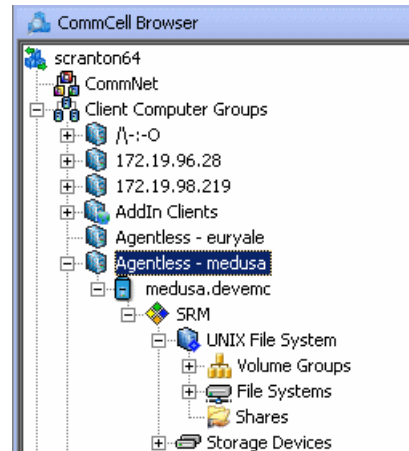 CommCell Browser
scranton64
CommNet
Client Computer Groups
/\-:-O
172.19.96.28
172.19.98.219
AddIn Clients
Agentless - euryale
Agentless - medusa
medusa.devemc
SRM
UNIX File System
Volume Groups
File Systems
Shares
Storage Devices